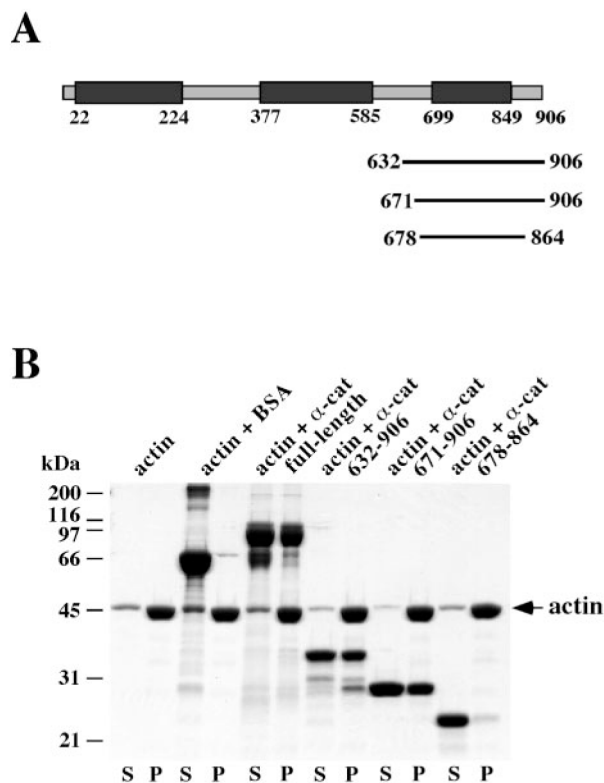 A
22 224 377 585 699 849 906
632 906
671 906
678 864
B
actin
actin + BSA
actin + α-cat
full-length
actin + α-cat
632-906
actin + α-cat
671-906
actin + α-cat
678-864
kDa
200
116
97
66
45
31
21
actin
S P S P S P S P S P S P